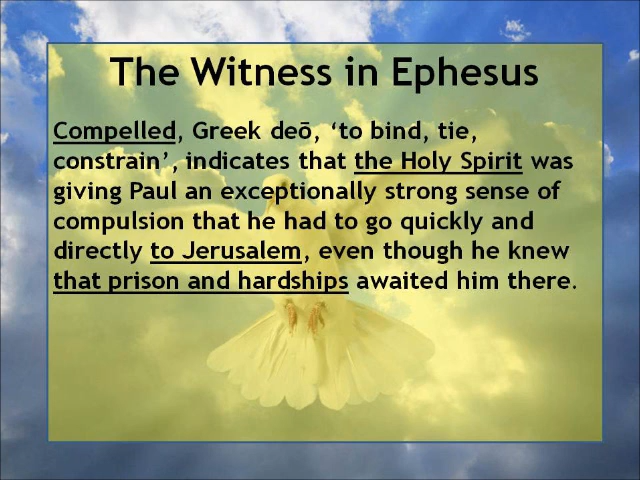 The Witness in Ephesus
Compelled, Greek deō, ‘to bind, tie,
constrain’, indicates that the Holy Spirit was
giving Paul an exceptionally strong sense of
compulsion that he had to go quickly and
directly to Jerusalem, even though he knew
that prison and hardships awaited him there.